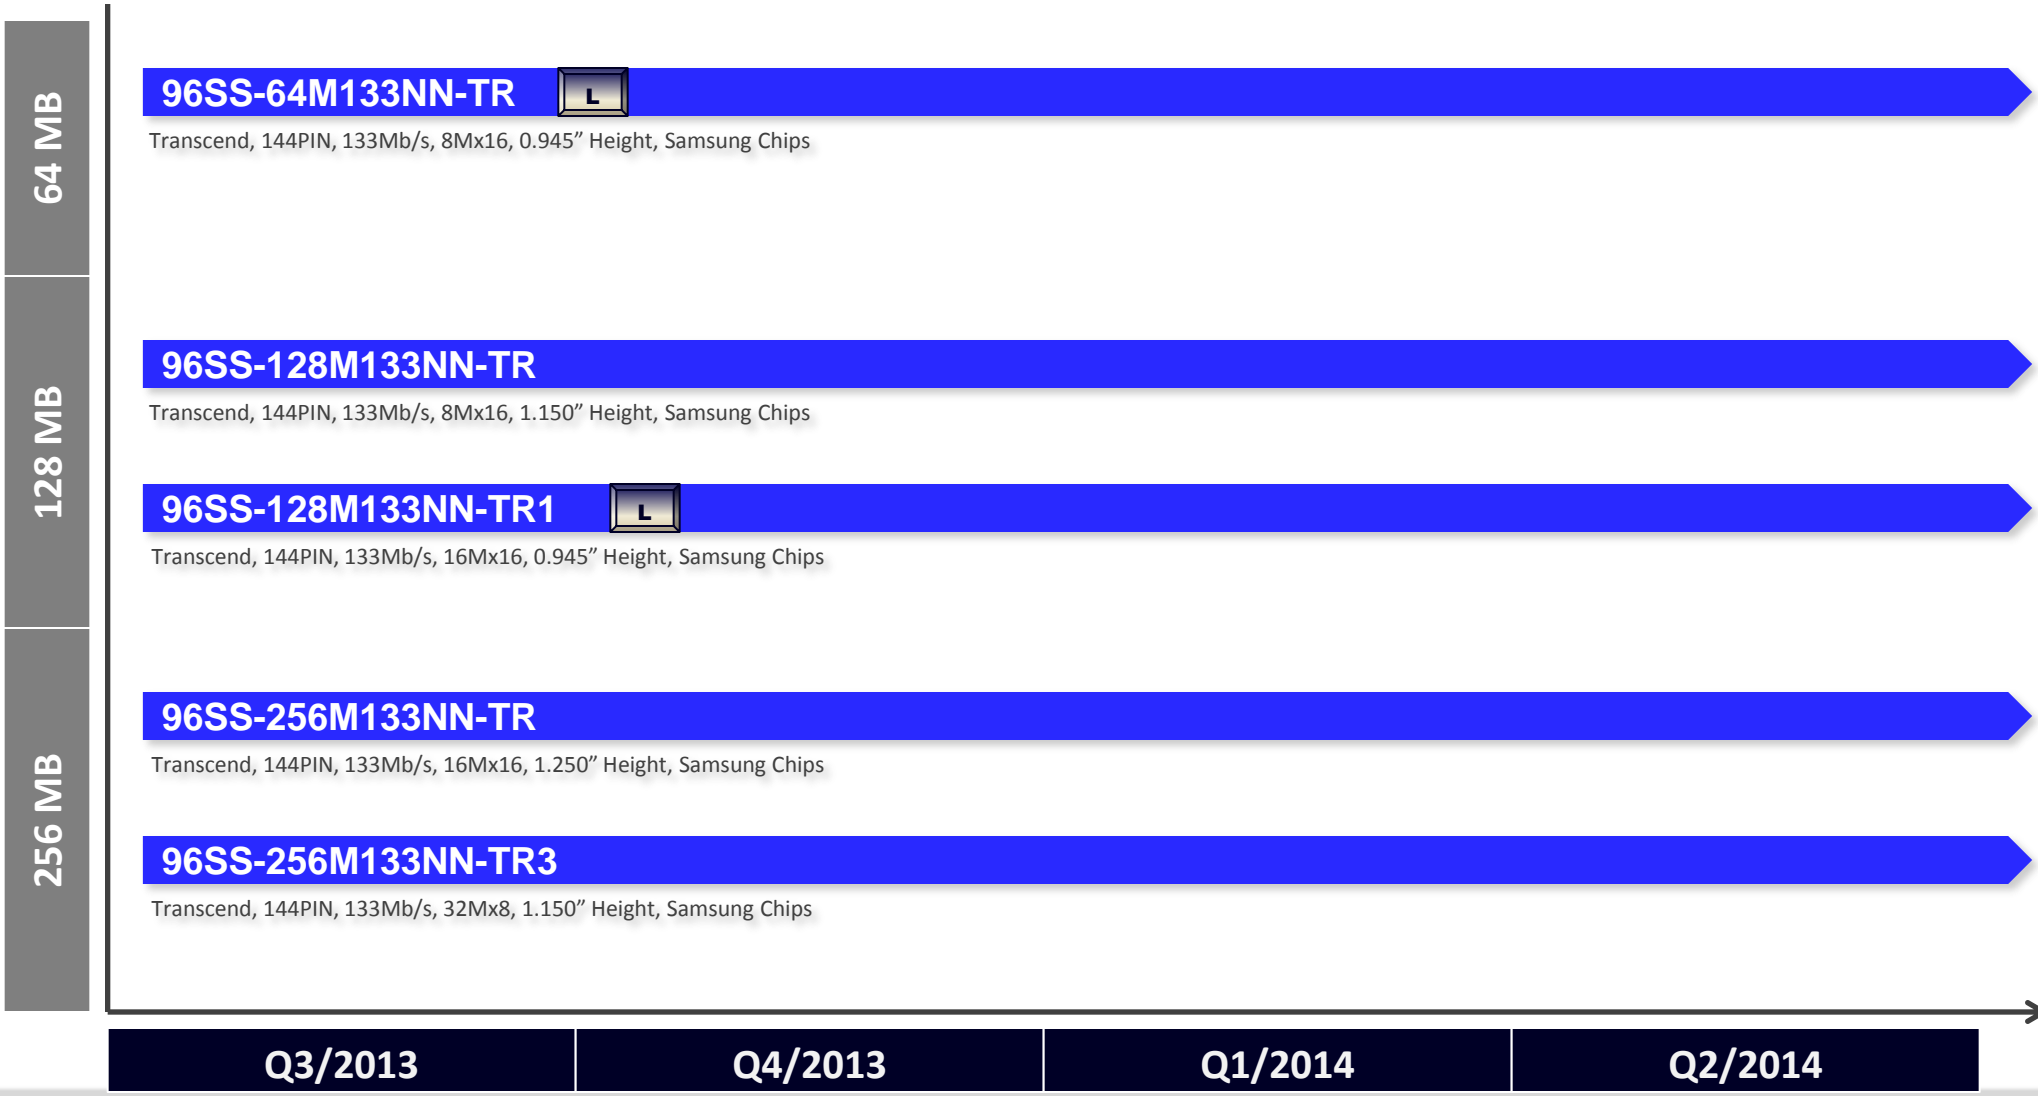 64 MB
96SS-64M133NN-TR L
Transcend, 144PIN, 133Mb/s, 8Mx16, 0.945” Height, Samsung Chips
128 MB
96SS-128M133NN-TR
Transcend, 144PIN, 133Mb/s, 8Mx16, 1.150” Height, Samsung Chips
96SS-128M133NN-TR1 L
Transcend, 144PIN, 133Mb/s, 16Mx16, 0.945” Height, Samsung Chips
256 MB
96SS-256M133NN-TR
Transcend, 144PIN, 133Mb/s, 16Mx16, 1.250” Height, Samsung Chips
96SS-256M133NN-TR3
Transcend, 144PIN, 133Mb/s, 32Mx8, 1.150” Height, Samsung Chips
Q3/2013 Q4/2013 Q1/2014 Q2/2014